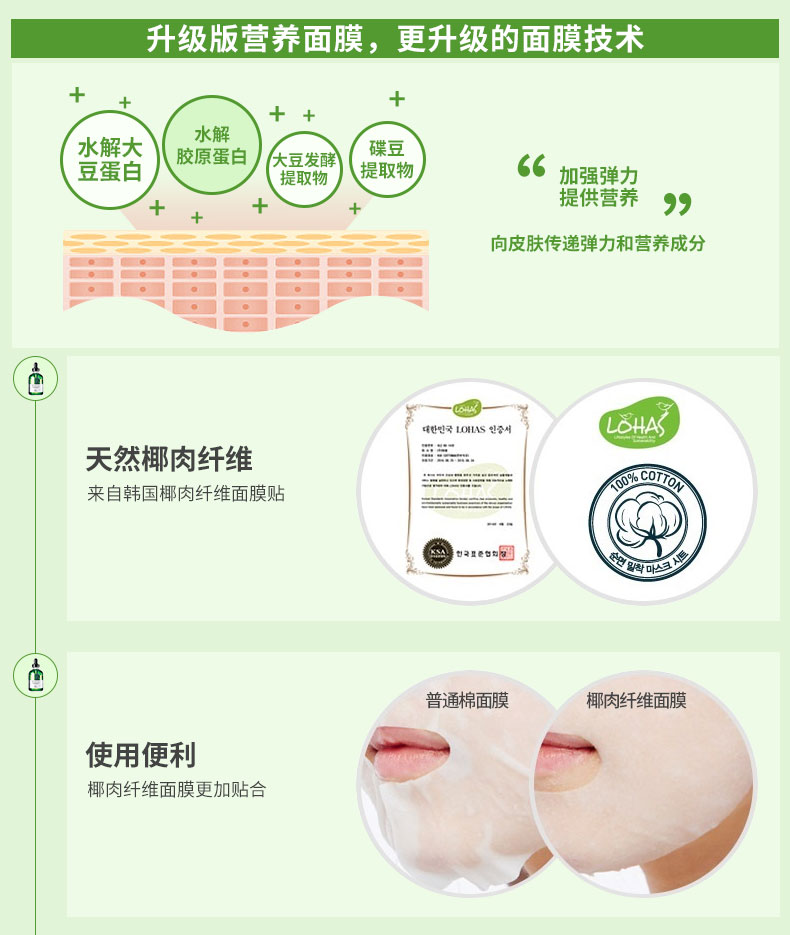 升级版营养面膜，更升级的面膜技术
水解大
豆蛋白
水解
胶原蛋白
大豆发酵
提取物
碟豆
提取物
“ 加强弹力
提供营养 ”
向皮肤传递弹力和营养成分
天然椰肉纤维
来自韩国椰肉纤维面膜贴
LOHAS
대한민국 LOHAS 인증서
KSA
한국표준협회장
LOHAS
Lifestyles Of Health And
Sustainability
100% COTTON
순면 밀착 마스크 시트
使用便利
椰肉纤维面膜更加贴合
普通棉面膜
椰肉纤维面膜